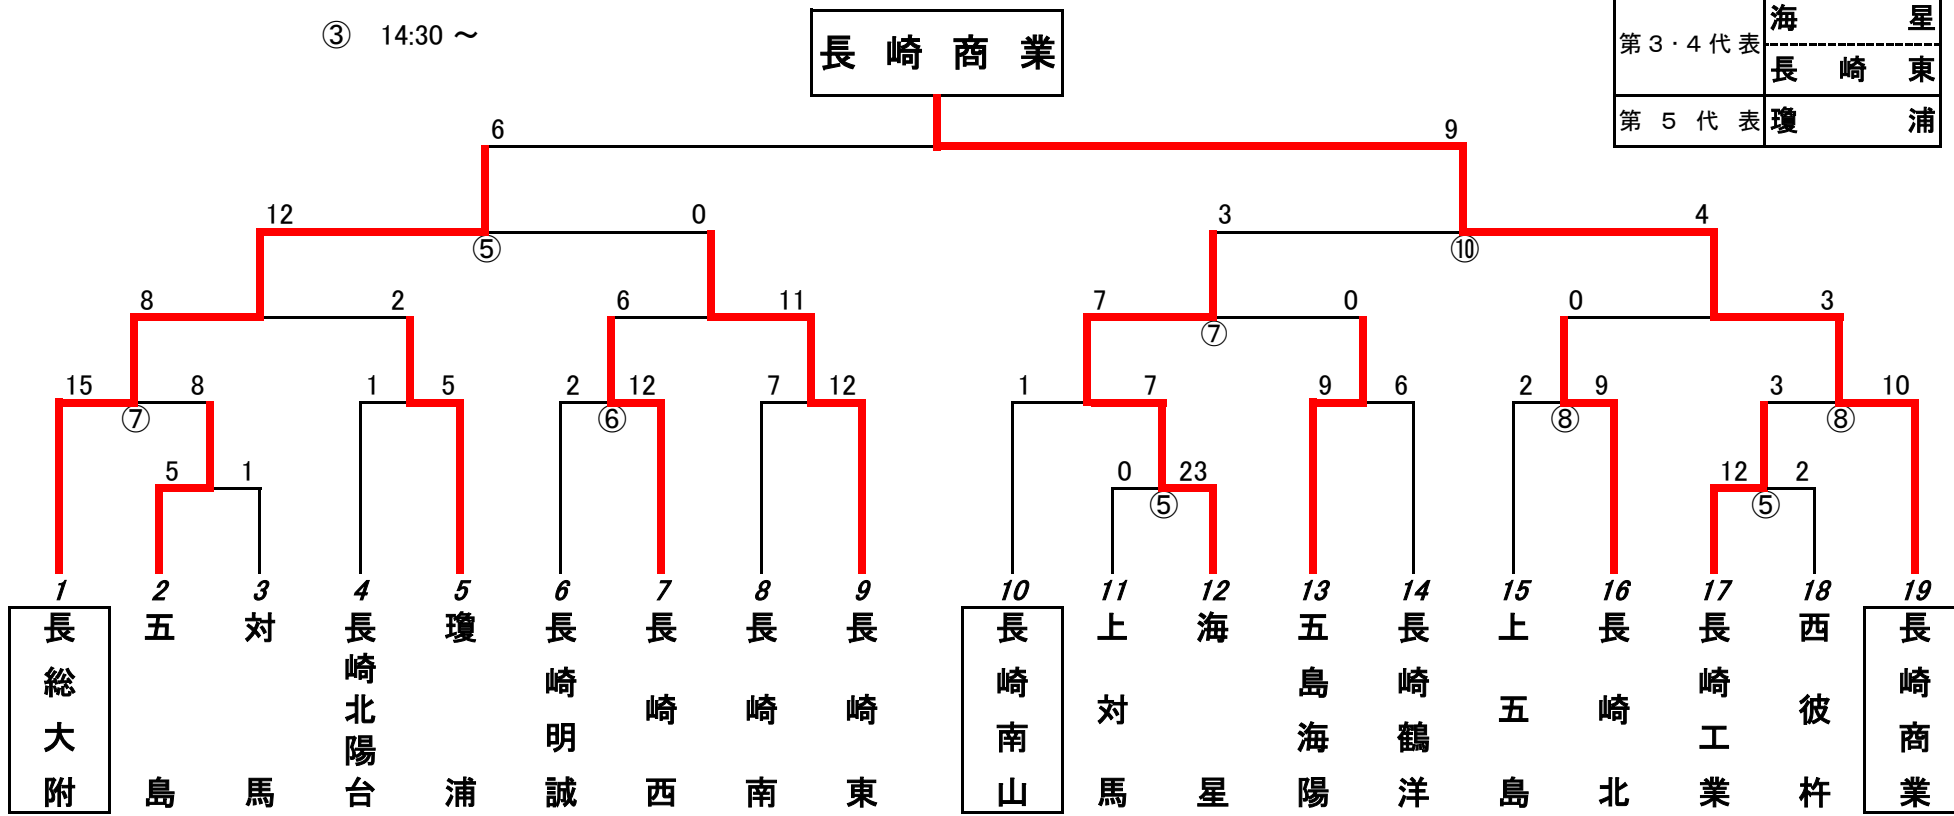 ③ 14:30 ～
長崎商業
第3・4代表 海星
長崎東
第5代表 瓊浦
6 9
12 0 3 4
⑤ ⑩
8 2 6 11 7 0 0 3
⑦
15 8 1 5 2 12 7 12 1 7 9 6 2 9 3 10
⑦ ⑥ ⑧ ⑧
5 1 0 23 12 2
⑤ ⑤
1 2 3 4 5 6 7 8 9 10 11 12 13 14 15 16 17 18 19
長総大附
五島
対馬
長崎北陽台
瓊浦
長崎明誠
長崎西
長崎南
長崎東
長崎南山
上対馬
海星
五島海陽
長崎鶴洋
上五島
長崎北
長崎工業
西彼杵
長崎商業